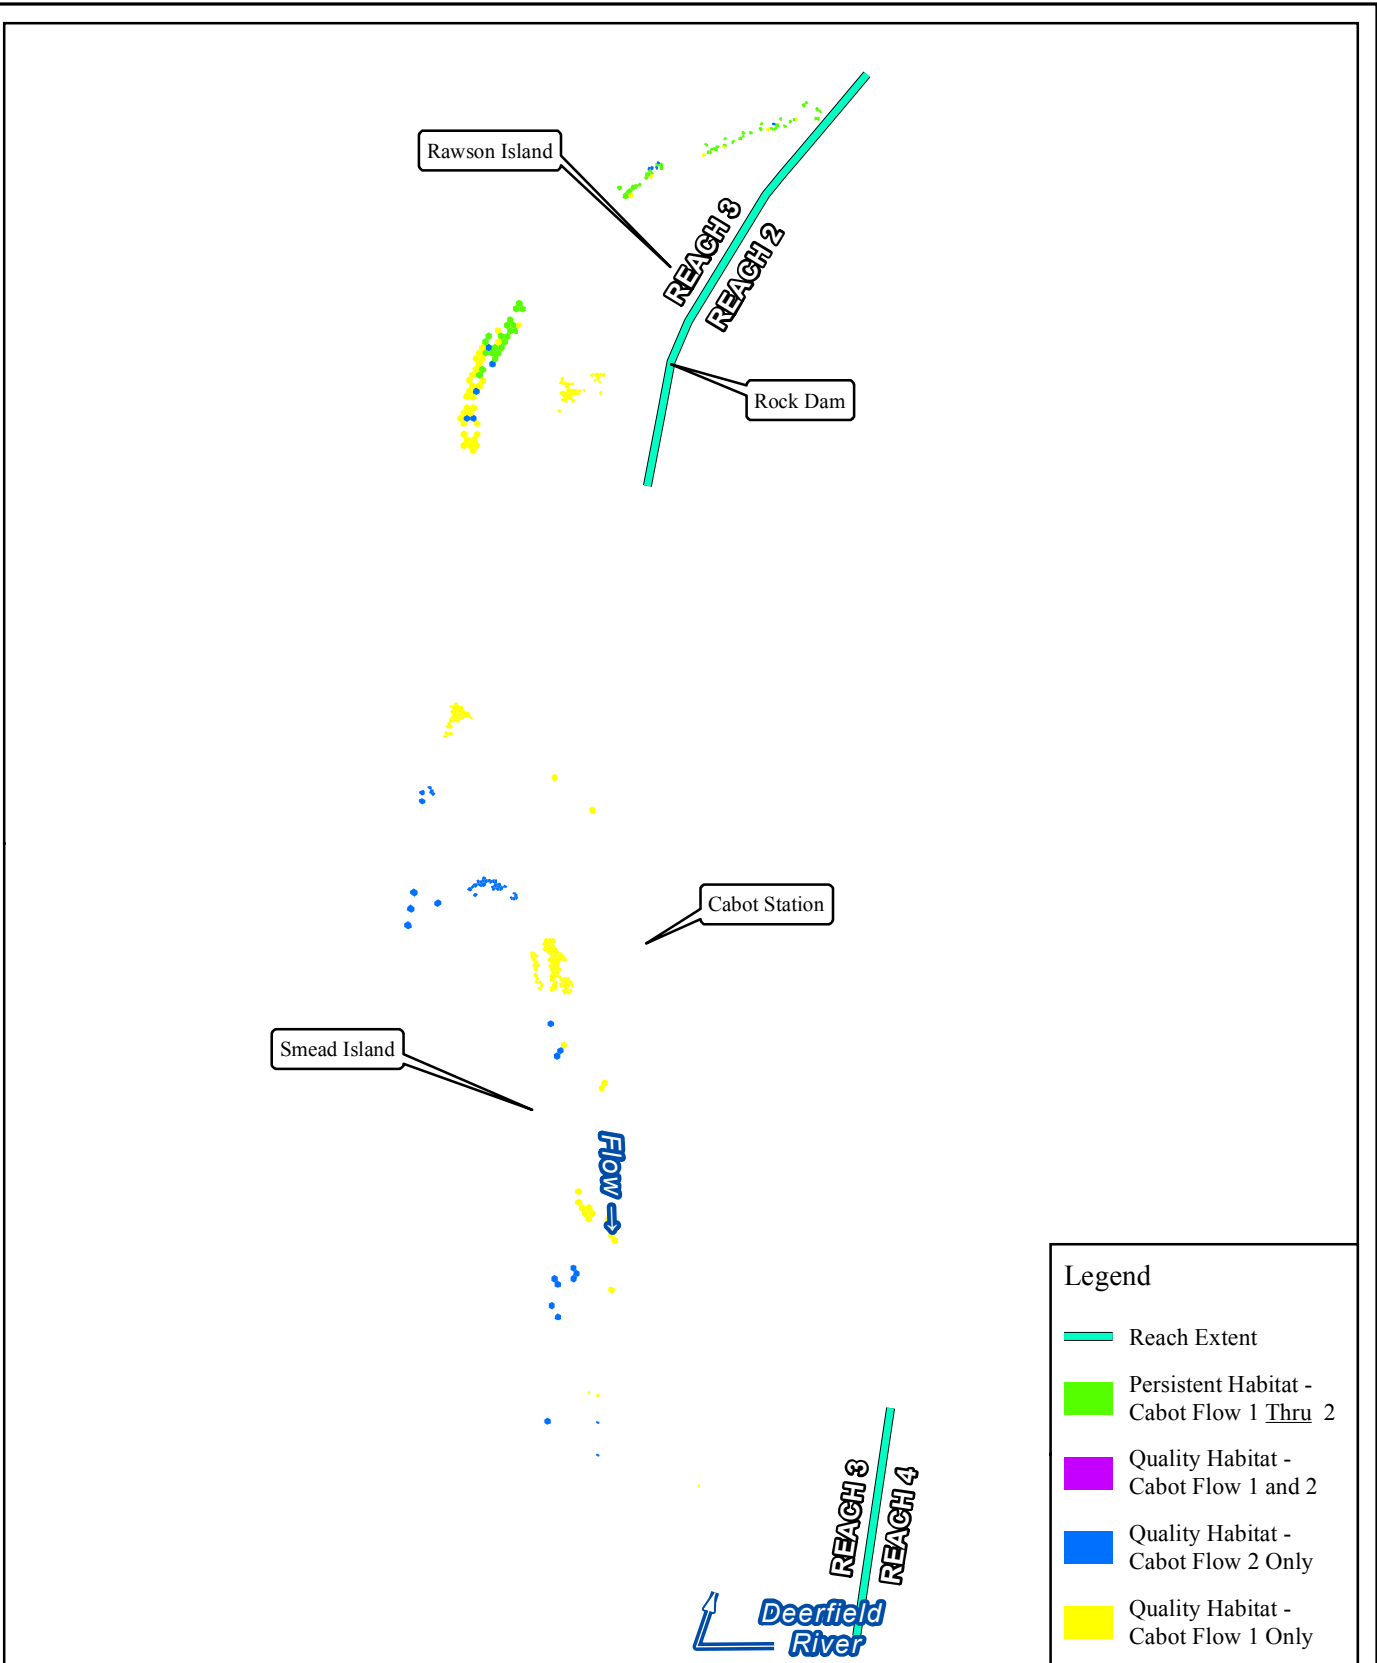 Rawson Island
REACH 3
REACH 2
Rock Dam
Cabot Station
Smead Island
Flow
Legend
Reach Extent
Persistent Habitat -
Cabot Flow 1 Thru 2
Quality Habitat -
Cabot Flow 1 and 2
Quality Habitat -
Cabot Flow 2 Only
Quality Habitat -
Cabot Flow 1 Only
REACH 3
REACH 4
Deerfield
River